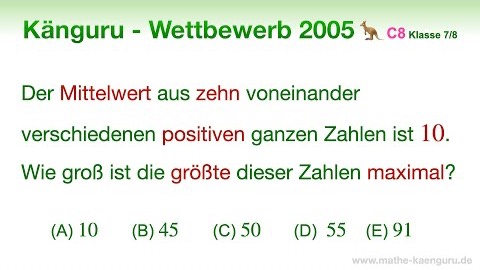 Känguru - Wettbewerb 2005 C8 Klasse 7/8
Der Mittelwert aus zehn voneinander
verschiedenen positiven ganzen Zahlen ist 10.
Wie groß ist die größte dieser Zahlen maximal?
(A) 10 (B) 45 (C) 50 (D) 55 (E) 91
www.mathe-kaenguru.de